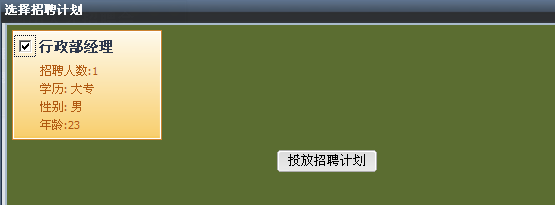 选择招聘计划
行政部经理
招聘人数:1
学历: 大专
性别: 男
年龄:23
投放招聘计划